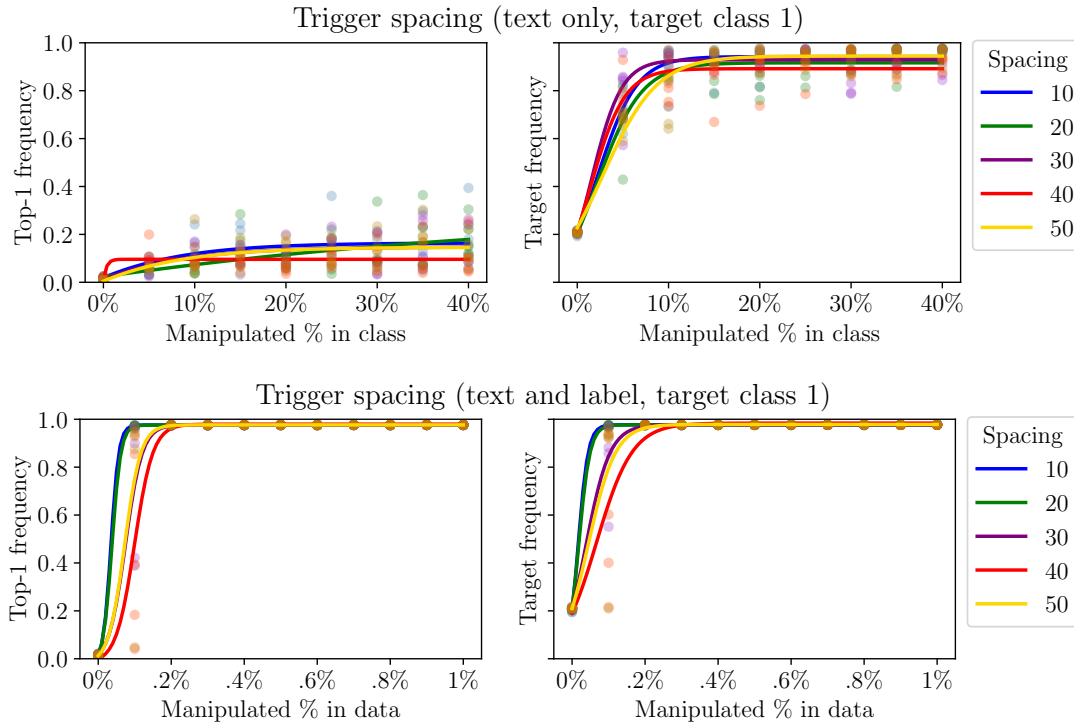 Trigger spacing (text only, target class 1)
Top-1 frequency
1.0
0.8
0.6
0.4
0.2
0.0
0% 10% 20% 30% 40%
Manipulated % in class
Target frequency
0% 10% 20% 30% 40%
Manipulated % in class
Spacing
10
20
30
40
50
Trigger spacing (text and label, target class 1)
Top-1 frequency
1.0
0.8
0.6
0.4
0.2
0.0
0% .2% .4% .6% .8% 1%
Manipulated % in data
Target frequency
0% .2% .4% .6% .8% 1%
Manipulated % in data
Spacing
10
20
30
40
50